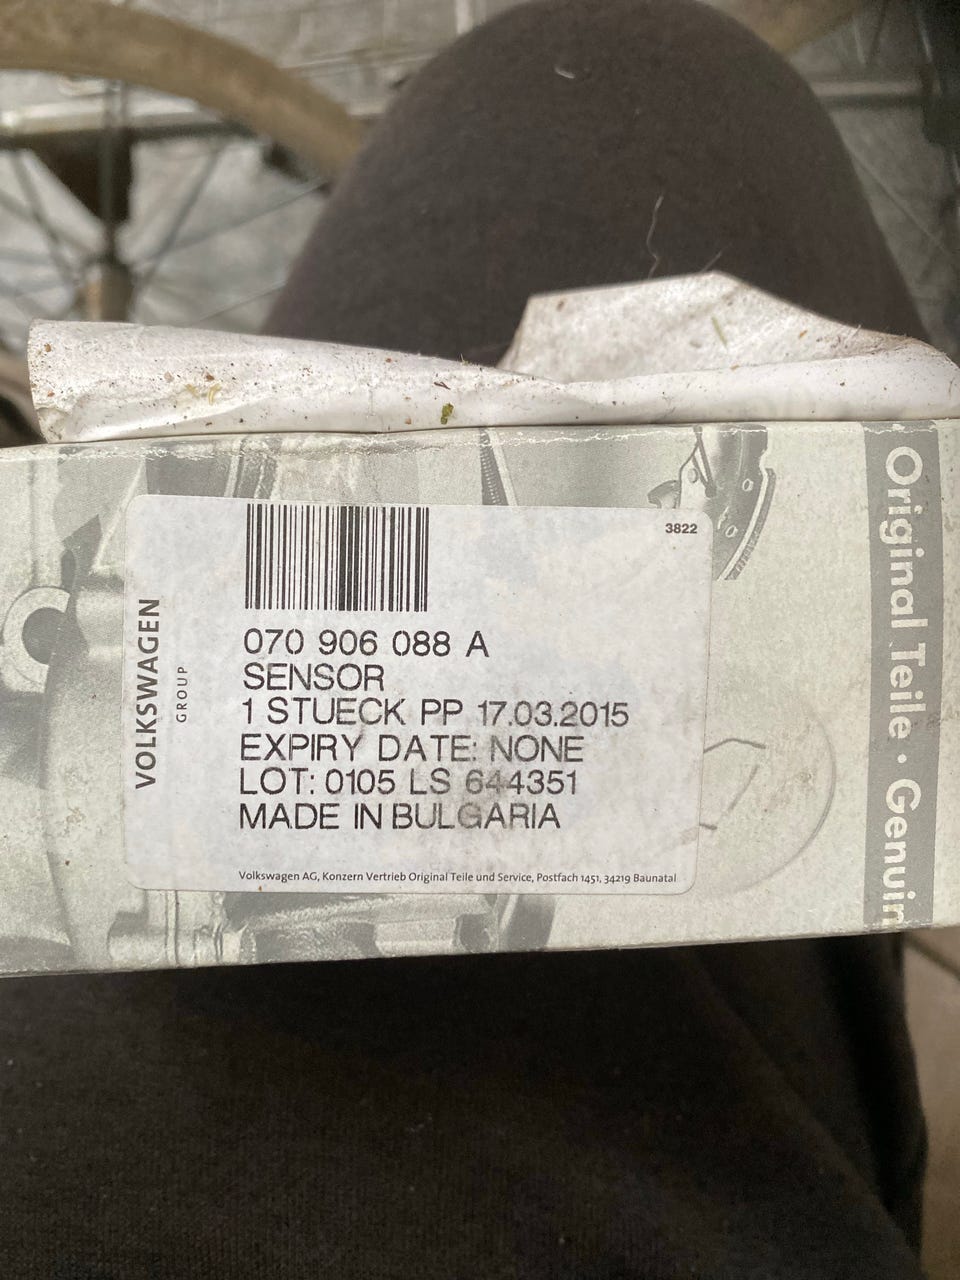 3822
VOLKSWAGEN
GROUP
070 906 088 A
SENSOR
1 STUECK PP 17.03.2015
EXPIRY DATE: NONE
LOT: 0105 LS 644351
MADE IN BULGARIA
Volkswagen AG, Konzern Vertrieb Original Teile und Service, Postfach 1451, 34219 Baunatal
Original Teile · Genuin